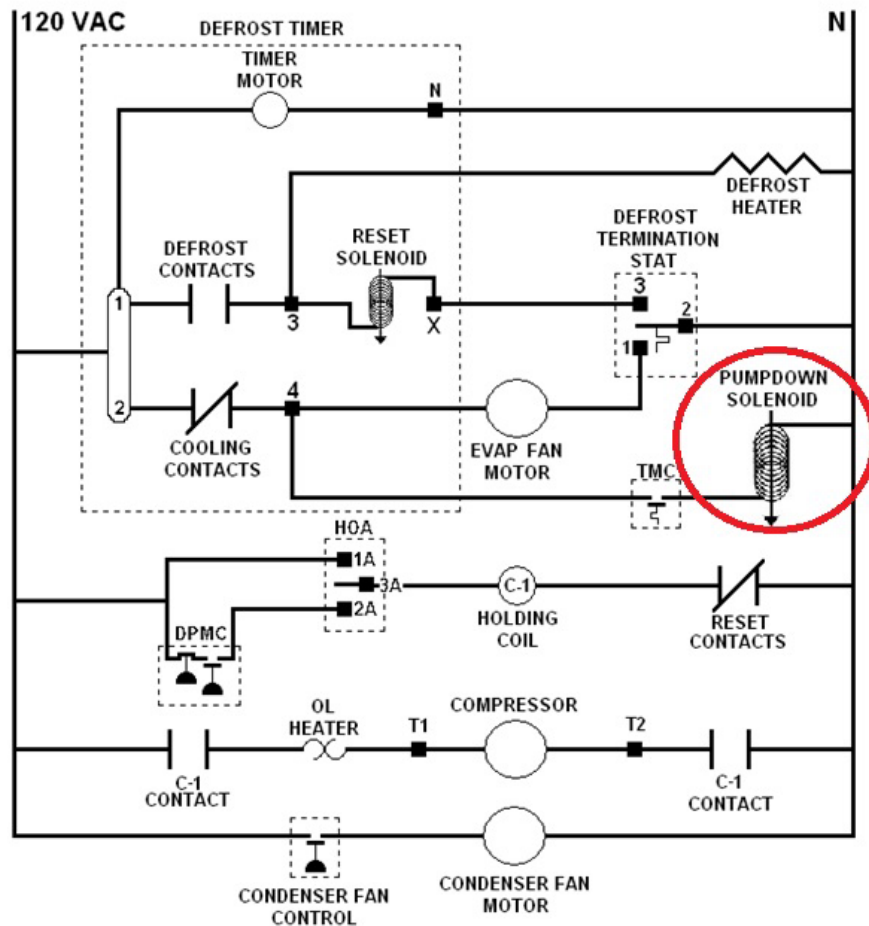 120 VAC
N
DEFROST TIMER
TIMER
MOTOR
N
DEFROST
HEATER
DEFROST
TERMINATION
STAT
RESET
SOLENOID
DEFROST
CONTACTS
1
3
X
3
2
1
2
4
COOLING
CONTACTS
EVAP FAN
MOTOR
PUMPDOWN
SOLENOID
TMC
HOA
1A
3A
2A
C-1
HOLDING
COIL
RESET
CONTACTS
DPMC
OL
HEATER
T1
COMPRESSOR
T2
C-1
CONTACT
C-1
CONTACT
CONDENSER FAN
CONTROL
CONDENSER FAN
MOTOR